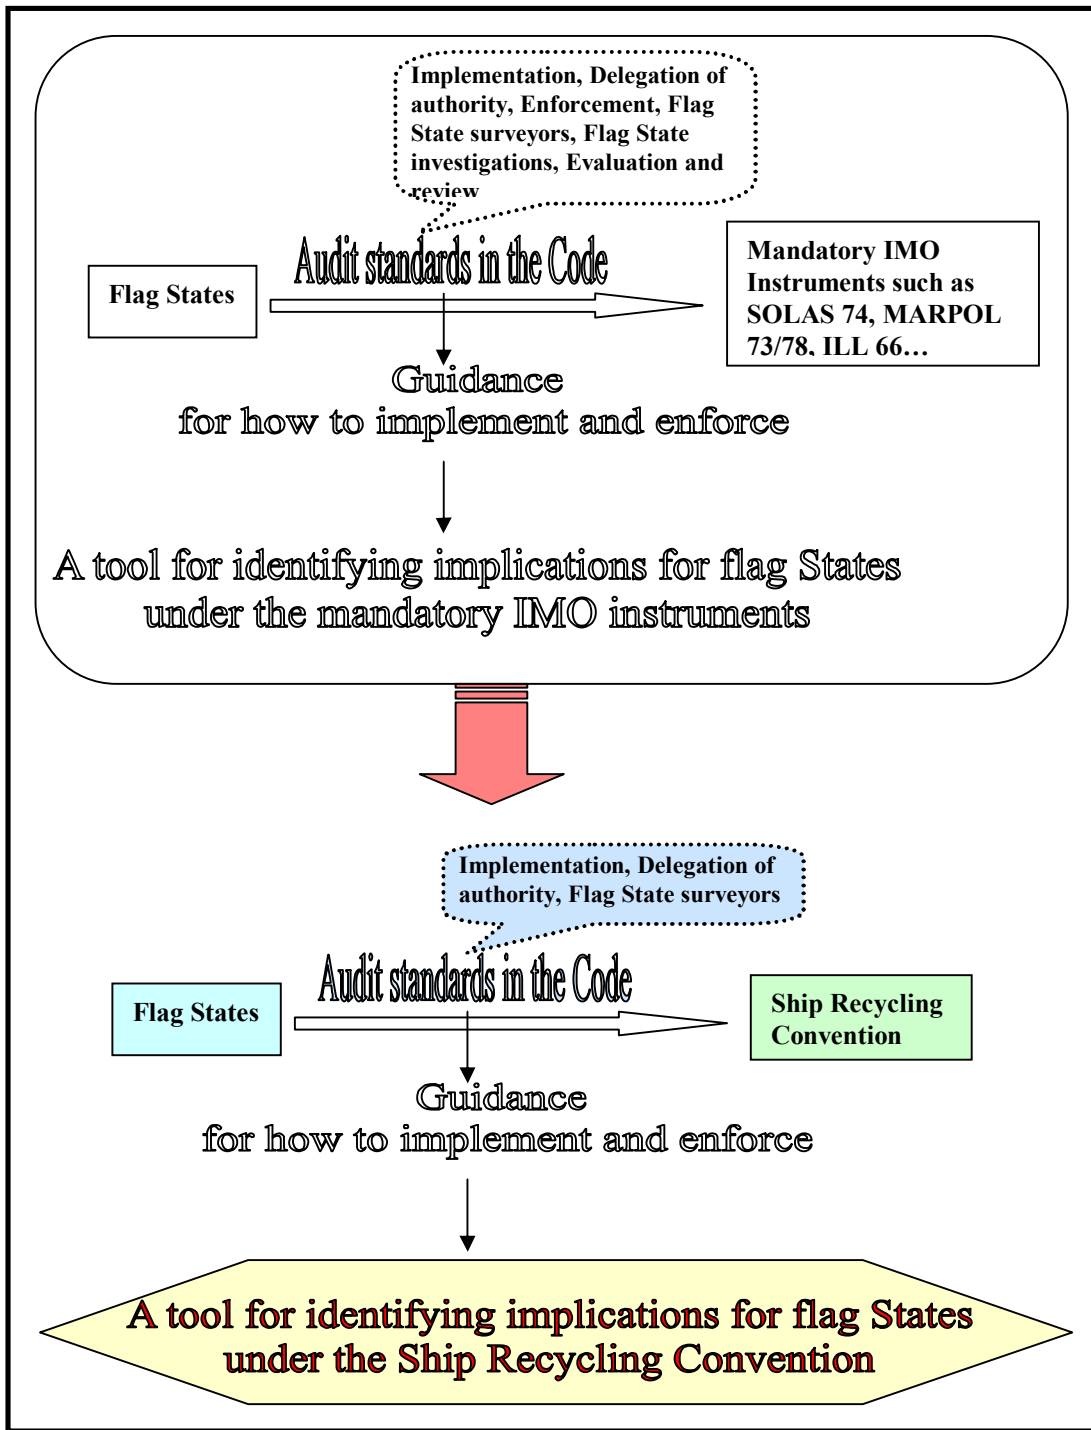 Implementation, Delegation of
authority, Enforcement, Flag
State surveyors, Flag State
investigations, Evaluation and
review
Audit standards in the Code
Flag States
Mandatory IMO
Instruments such as
SOLAS 74, MARPOL
73/78, ILL 66…
Guidance
for how to implement and enforce
A tool for identifying implications for flag States
under the mandatory IMO instruments
Implementation, Delegation of
authority, Flag State surveyors
Audit standards in the Code
Flag States
Ship Recycling
Convention
Guidance
for how to implement and enforce
A tool for identifying implications for flag States
under the Ship Recycling Convention